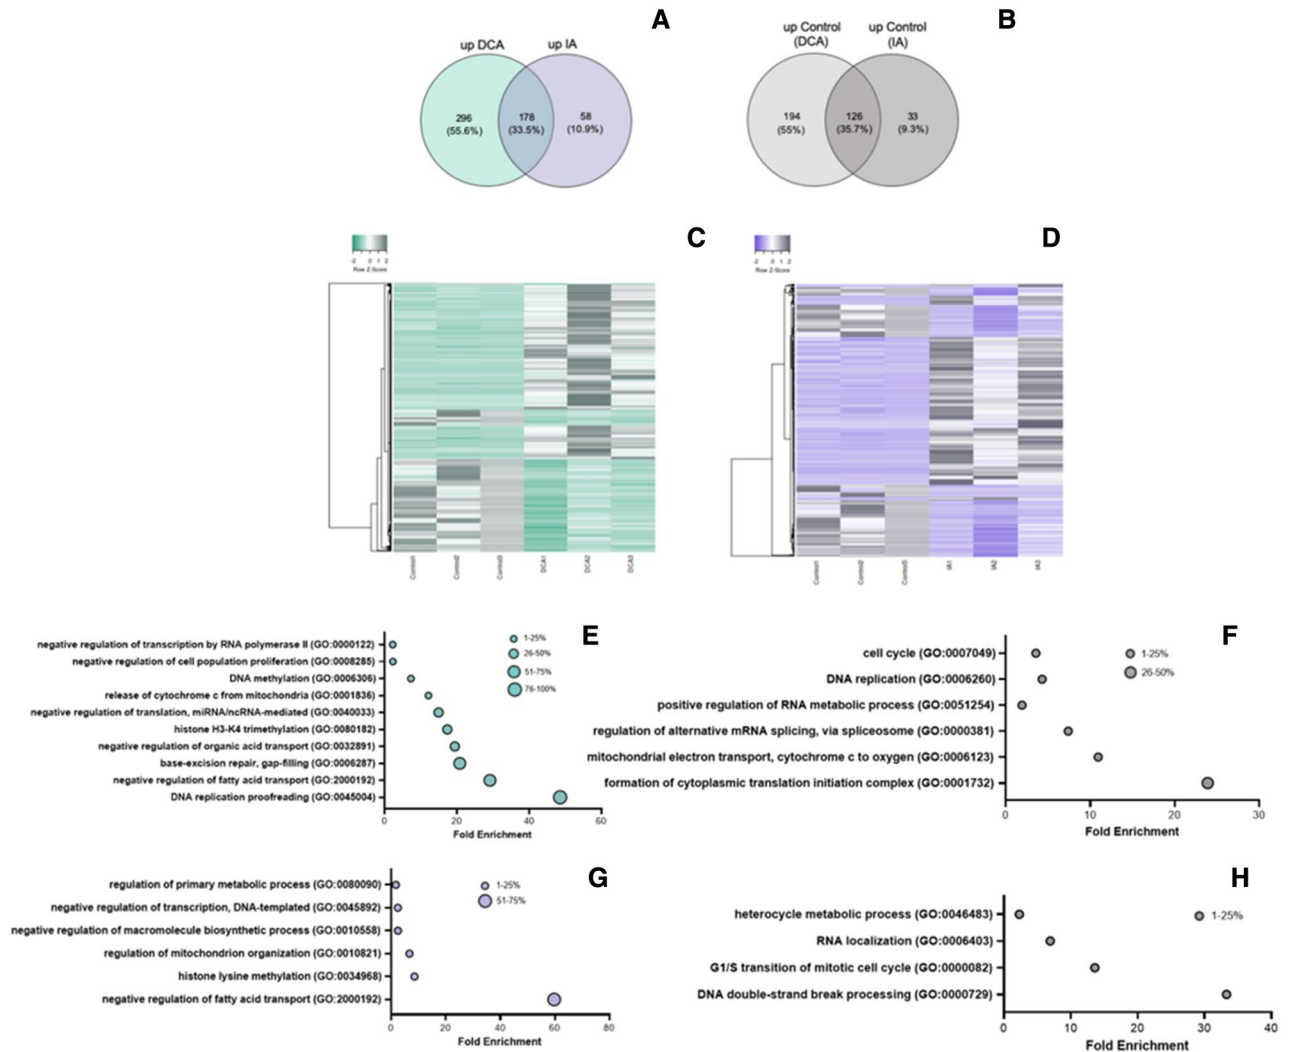 A
up DCA
up IA
296
(55.6%)
178
(33.5%)
58
(10.9%)
B
up Control
(DCA)
up Control
(IA)
194
(55%)
126
(35.7%)
33
(9.3%)
C
-2 0 1 2
Row Z-Score
Control1
Control2
Control3
DCA1
DCA2
DCA3
D
-2 0 1 2
Row Z-Score
Control1
Control2
Control3
IA1
IA2
IA3
E
negative regulation of transcription by RNA polymerase II (GO:0000122)
negative regulation of cell population proliferation (GO:0008285)
DNA methylation (GO:0006306)
release of cytochrome c from mitochondria (GO:0001836)
negative regulation of translation, miRNA/ncRNA-mediated (GO:0040033)
histone H3-K4 trimethylation (GO:0080182)
negative regulation of organic acid transport (GO:0032891)
base-excision repair, gap-filling (GO:0006287)
negative regulation of fatty acid transport (GO:2000192)
DNA replication proofreading (GO:0045004)
1-25%
26-50%
51-75%
76-100%
0 20 40 60
Fold Enrichment
F
cell cycle (GO:0007049)
DNA replication (GO:0006260)
positive regulation of RNA metabolic process (GO:0051254)
regulation of alternative mRNA splicing, via spliceosome (GO:0000381)
mitochondrial electron transport, cytochrome c to oxygen (GO:0006123)
formation of cytoplasmic translation initiation complex (GO:0001732)
1-25%
26-50%
0 10 20 30
Fold Enrichment
G
regulation of primary metabolic process (GO:0080090)
negative regulation of transcription, DNA-templated (GO:0045892)
negative regulation of macromolecule biosynthetic process (GO:0010558)
regulation of mitochondrion organization (GO:0010821)
histone lysine methylation (GO:0034968)
negative regulation of fatty acid transport (GO:2000192)
1-25%
51-75%
0 20 40 60 80
Fold Enrichment
H
heterocycle metabolic process (GO:0046483)
RNA localization (GO:0006403)
G1/S transition of mitotic cell cycle (GO:0000082)
DNA double-strand break processing (GO:0000729)
1-25%
0 10 20 30 40
Fold Enrichment